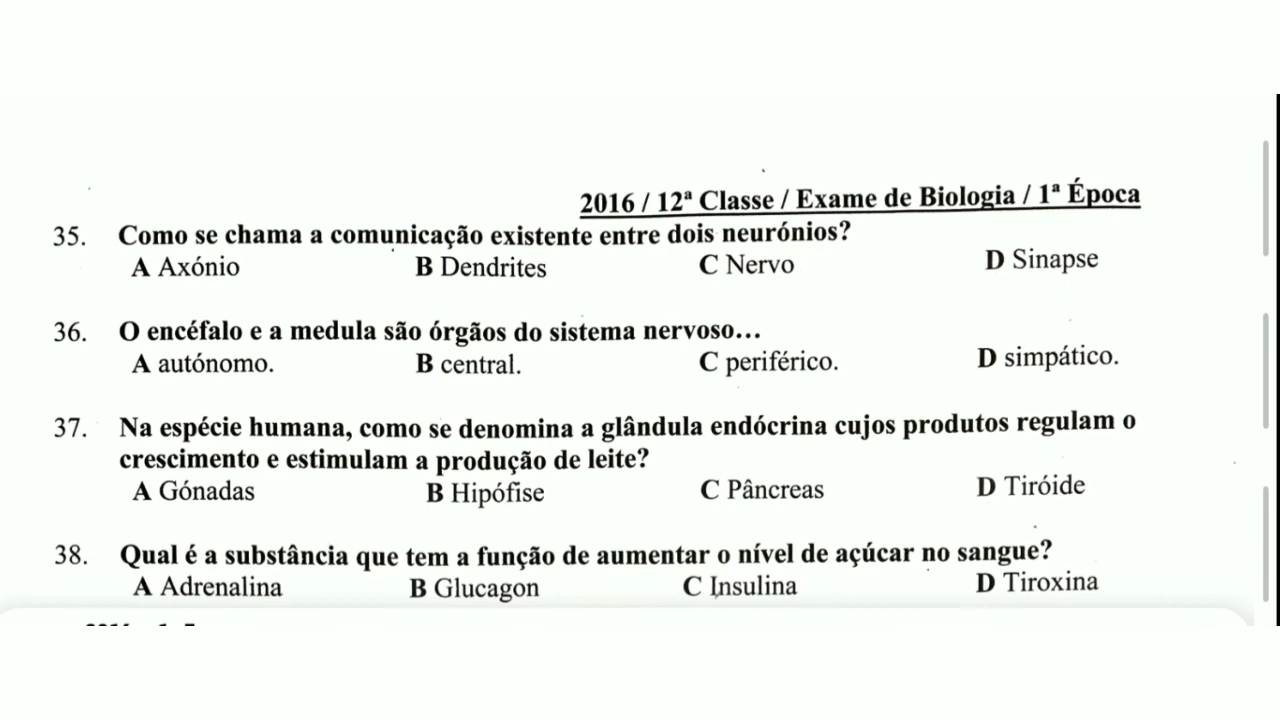 2016 / 12ª Classe / Exame de Biologia / 1ª Época
35. Como se chama a comunicação existente entre dois neurónios?
A Axónio B Dendrites C Nervo D Sinapse
36. O encéfalo e a medula são órgãos do sistema nervoso...
A autónomo. B central. C periférico. D simpático.
37. Na espécie humana, como se denomina a glândula endócrina cujos produtos regulam o
crescimento e estimulam a produção de leite?
A Gónadas B Hipófise C Pâncreas D Tiróide
38. Qual é a substância que tem a função de aumentar o nível de açúcar no sangue?
A Adrenalina B Glucagon C Insulina D Tiroxina